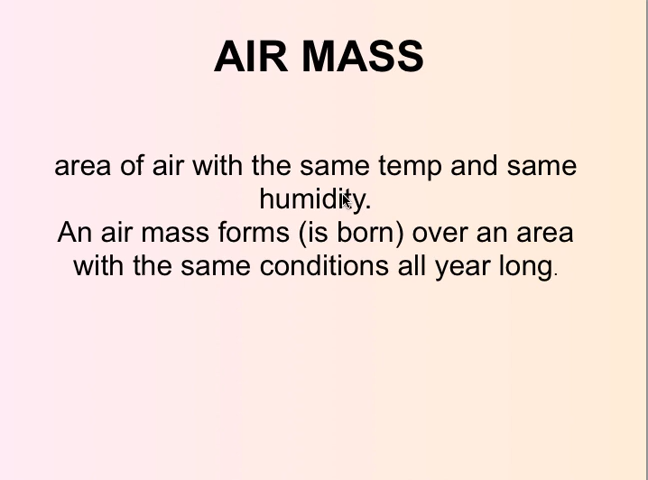 AIR MASS
area of air with the same temp and same
humidity.
An air mass forms (is born) over an area
with the same conditions all year long.